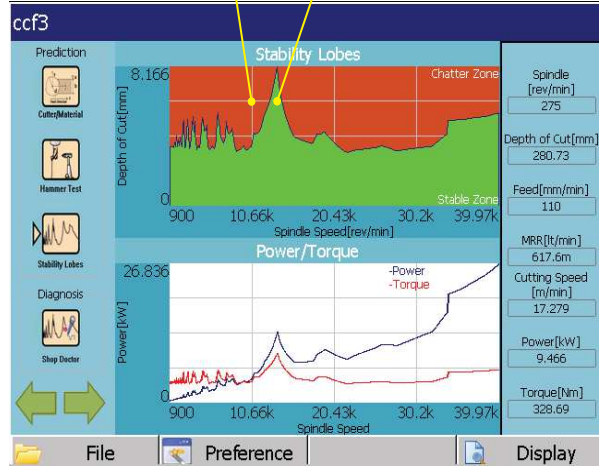 ccf3
Prediction
Cutter/Material
Hammer Test
Stability Lobes
Diagnosis
Shop Doctor
Stability Lobes
8.166
Chatter Zone
Depth of Cut[mm]
0
Stable Zone
900 10.66k 20.43k 30.2k 39.97k
Spindle Speed[rev/min]
Power/Torque
26.836
-Power
-Torque
Power[kW]
0
900 10.66k 20.43k 30.2k 39.97k
Spindle Speed
Spindle
[rev/min]
275
Depth of Cut[mm]
280.73
Feed[mm/min]
110
MRR[lt/min]
617.6m
Cutting Speed
[m/min]
17.279
Power[kW]
9.466
Torque[Nm]
328.69
File Preference Display